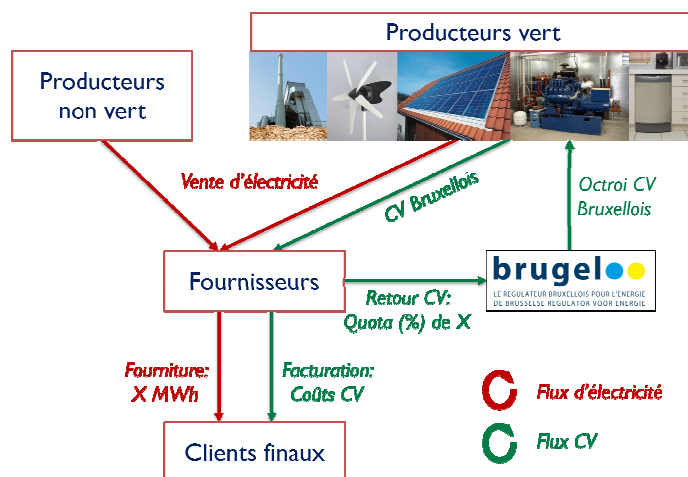 Producteurs vert
Producteurs
non vert
Vente d'électricité
CV Bruxellois
Octroi CV
Bruxellois
Fournisseurs
brugel
LE REGULATEUR BRUXELLOIS POUR L'ENERGIE
DE BRUSSELSE REGULATOR VOOR ENERGIE
Retour CV:
Quota (%) de X
Fourniture:
X MWh
Facturation:
Coûts CV
Flux d'électricité
Clients finaux
Flux CV